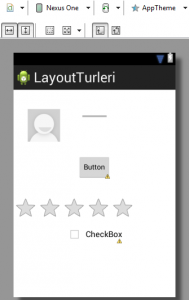 Nexus One
AppTheme
LayoutTurleri
Button
CheckBox